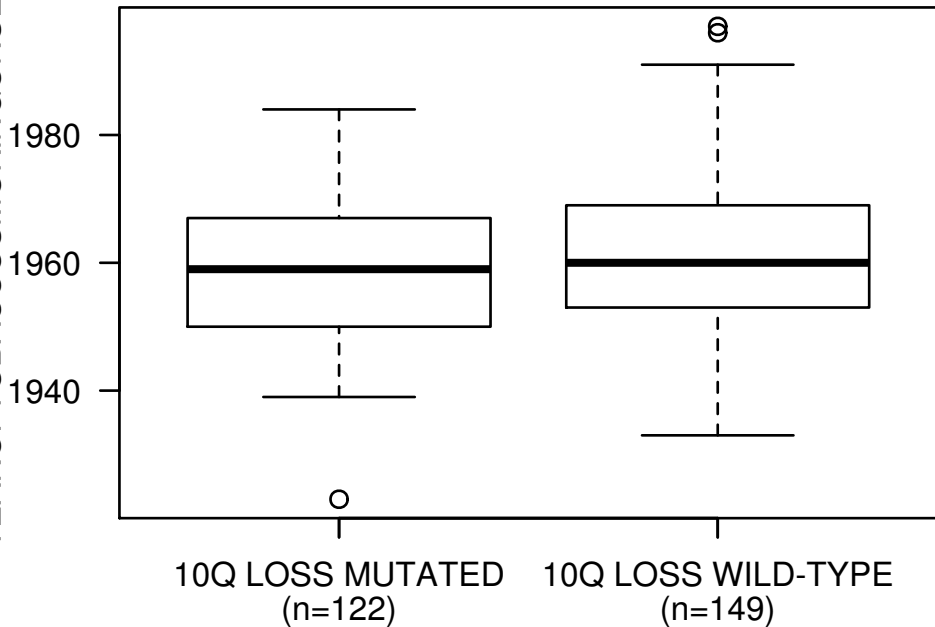 1980
1960
1940
10Q LOSS MUTATED
(n=122)
10Q LOSS WILD-TYPE
(n=149)